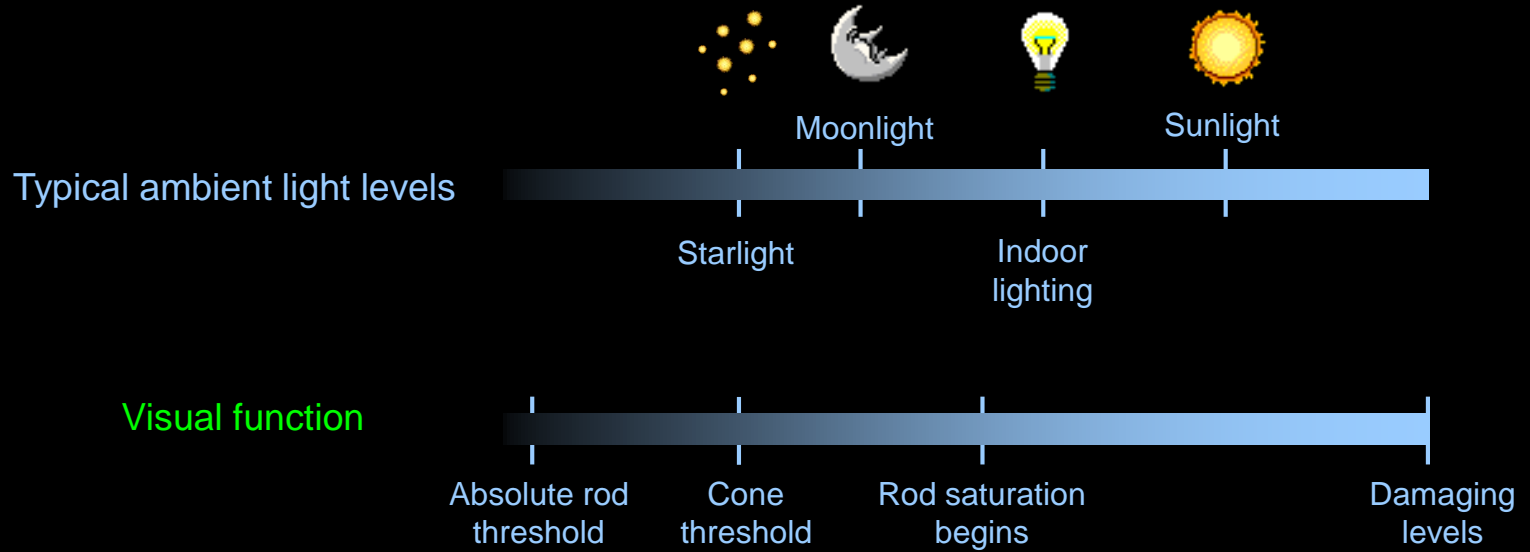 Moonlight
Sunlight
Typical ambient light levels
Starlight
Indoor
lighting
Visual function
Absolute rod
threshold
Cone
threshold
Rod saturation
begins
Damaging
levels